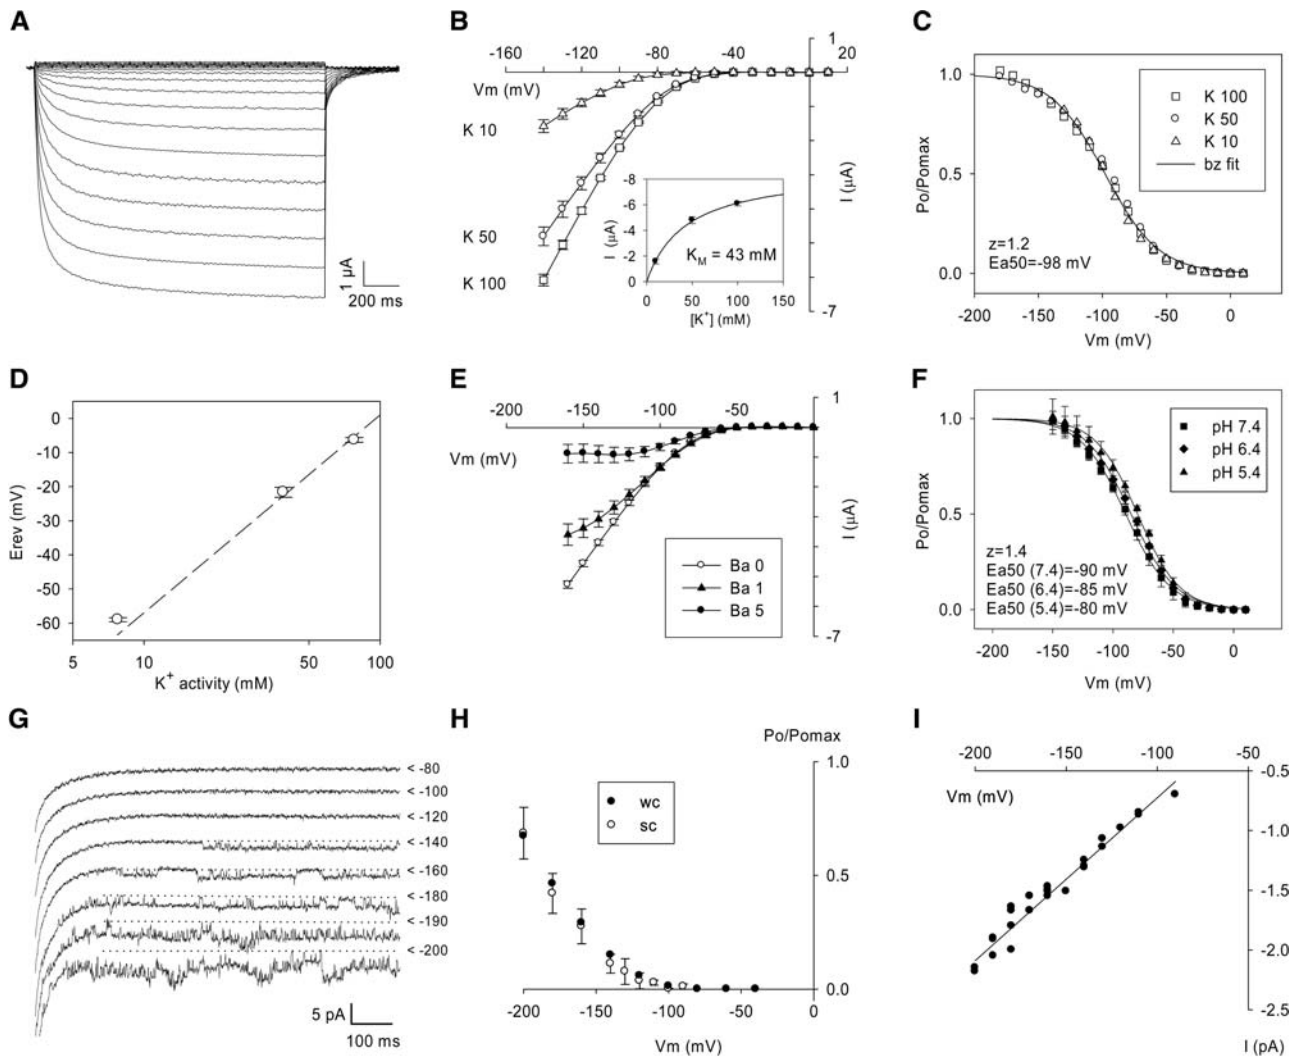 A
1 µA
200 ms
B
-160 -120 -80 -40 20
1
Vm (mV)
K 10
K 50
K 100
I (µA)
-7
-8
-6
-4
-2
0
I (µA)
K_M = 43 mM
0 50 100 150
[K⁺] (mM)
C
1.0
0.5
0.0
Po/Pomax
K 100
K 50
K 10
bz fit
z=1.2
Ea50=-98 mV
-200 -150 -100 -50 0
Vm (mV)
D
0
-10
-20
-30
-40
-50
-60
Erev (mV)
5 10 50 100
K⁺ activity (mM)
E
-200 -150 -100 -50
1
Vm (mV)
I (µA)
Ba 0
Ba 1
Ba 5
-7
F
1.0
0.5
0.0
Po/Pomax
pH 7.4
pH 6.4
pH 5.4
z=1.4
Ea50 (7.4)=-90 mV
Ea50 (6.4)=-85 mV
Ea50 (5.4)=-80 mV
-200 -150 -100 -50 0
Vm (mV)
G
< -80
< -100
< -120
< -140
< -160
< -180
< -190
< -200
5 pA
100 ms
H
Po/Pomax
1.0
0.5
0.0
wc
sc
-200 -150 -100 -50 0
Vm (mV)
I
-200 -150 -100 -50
Vm (mV)
-0.5
-1.0
-1.5
-2.0
-2.5
I (pA)